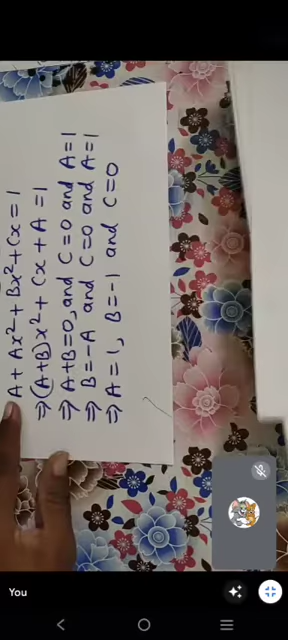 A + Ax² + Bx² + Cx = 1
⇒ (A+B)x² + Cx + A = 1
⇒ A+B=0, and C=0 and A=1
⇒ B=-A and C=0 and A=1
⇒ A=1, B=-1 and C=0
You